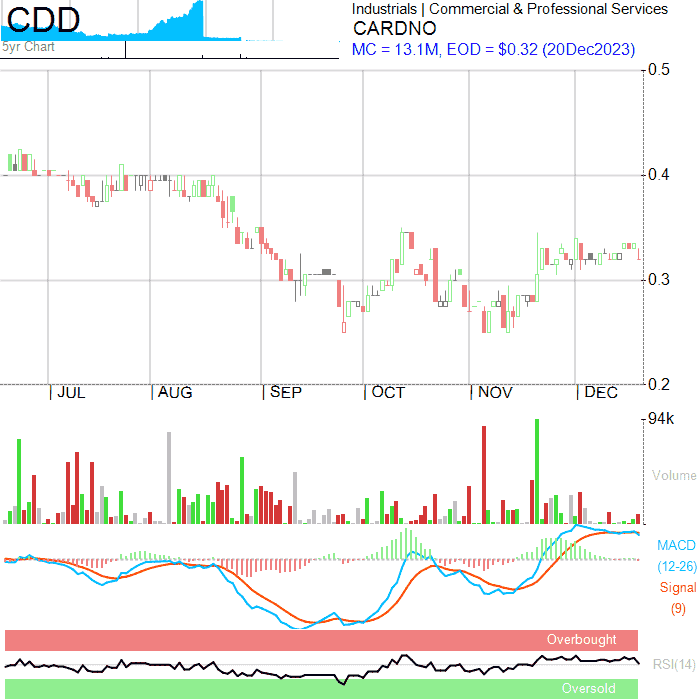 CDD
5yr Chart
Industrials | Commercial & Professional Services
CARDNO
MC = 13.1M, EOD = $0.32 (20Dec2023)
0.5
0.4
0.3
0.2
JUL AUG SEP OCT NOV DEC
94k
Volume
MACD
(12-26)
Signal
(9)
Overbought
RSI(14)
Oversold